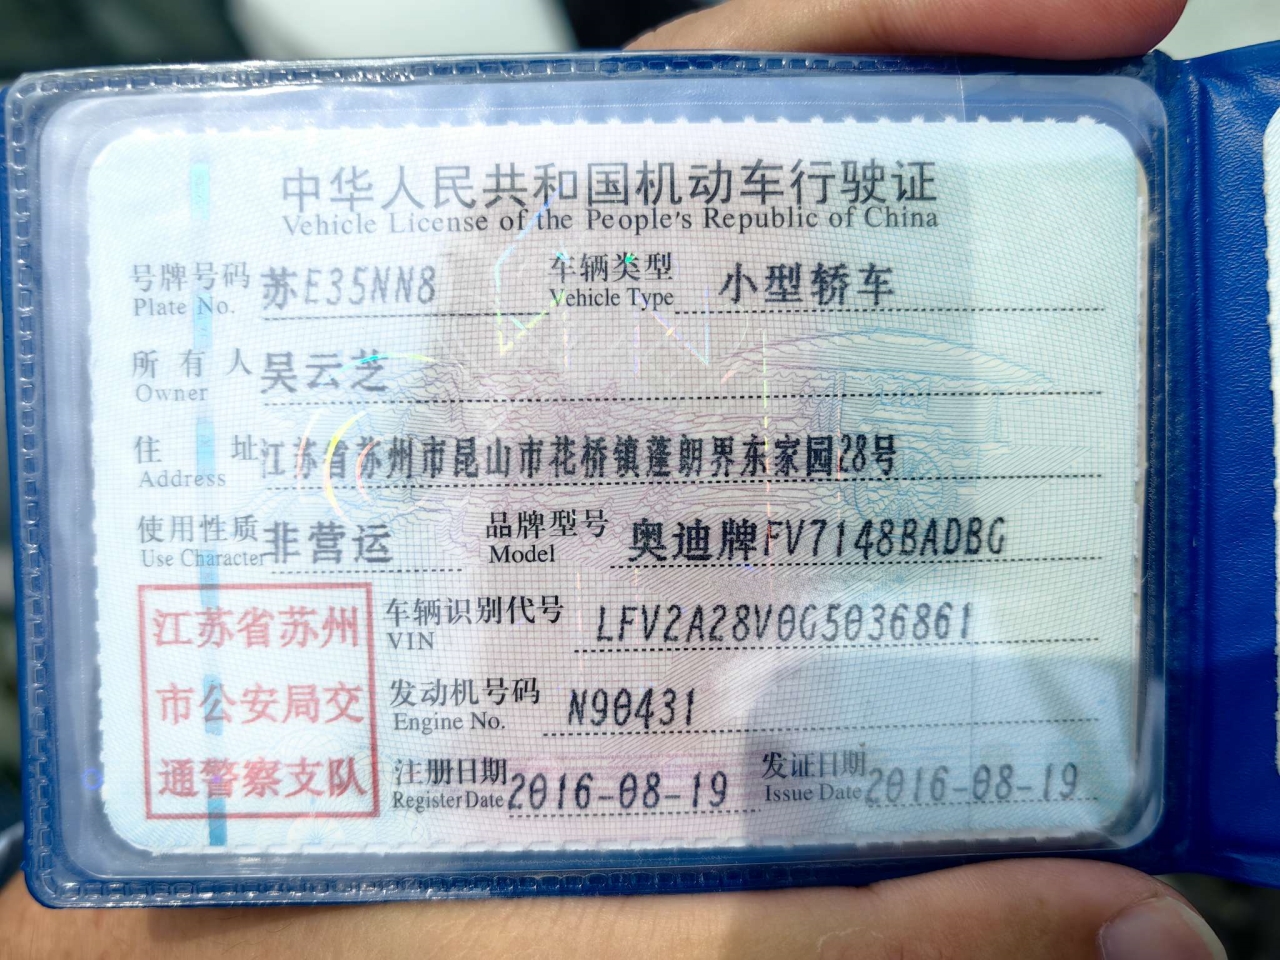 中华人民共和国机动车行驶证
Vehicle License of the People's Republic of China
号牌号码 苏E35NN8 车辆类型 小型轿车
Plate No. Vehicle Type
所有人 吴云芝
Owner
住址 江苏省苏州市昆山市花桥镇蓬朗界东家园28号
Address
使用性质 非营运 品牌型号 奥迪牌FV7148BADBG
Use Character Model
江苏省苏州
市公安局交
通警察支队
车辆识别代号 LFV2A28V0G5036861
VIN
发动机号码 N90431
Engine No.
注册日期 2016-08-19 发证日期 2016-08-19
Register Date Issue Date